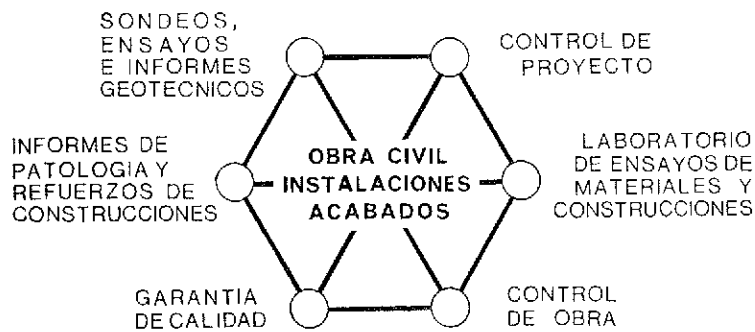 SONDEOS,
ENSAYOS
E INFORMES
GEOTECNICOS
CONTROL DE
PROYECTO
INFORMES DE
PATOLOGIA Y
REFUERZOS DE
CONSTRUCCIONES
OBRA CIVIL
INSTALACIONES
ACABADOS
LABORATORIO
DE ENSAYOS DE
MATERIALES Y
CONSTRUCCIONES
GARANTIA
DE CALIDAD
CONTROL
DE OBRA